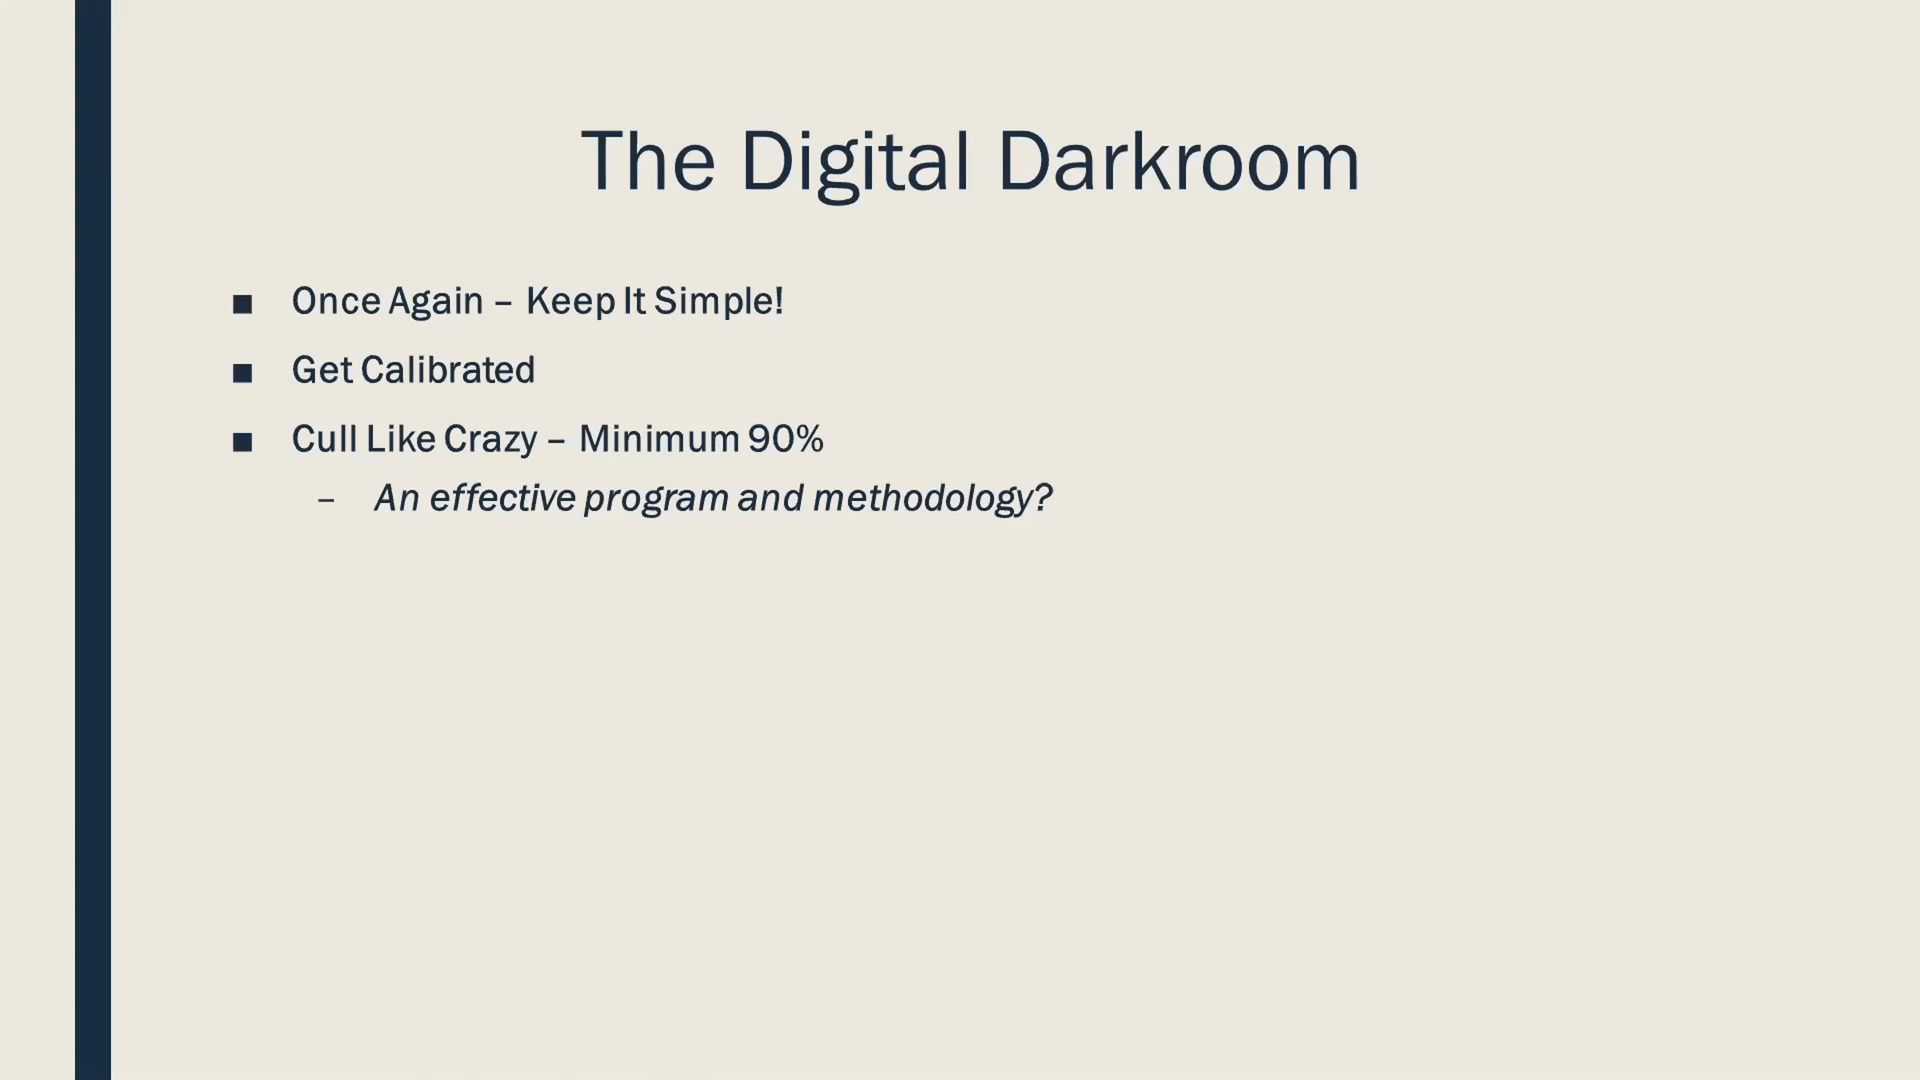 The Digital Darkroom
■ Once Again – Keep It Simple!
■ Get Calibrated
■ Cull Like Crazy – Minimum 90%
– An effective program and methodology?